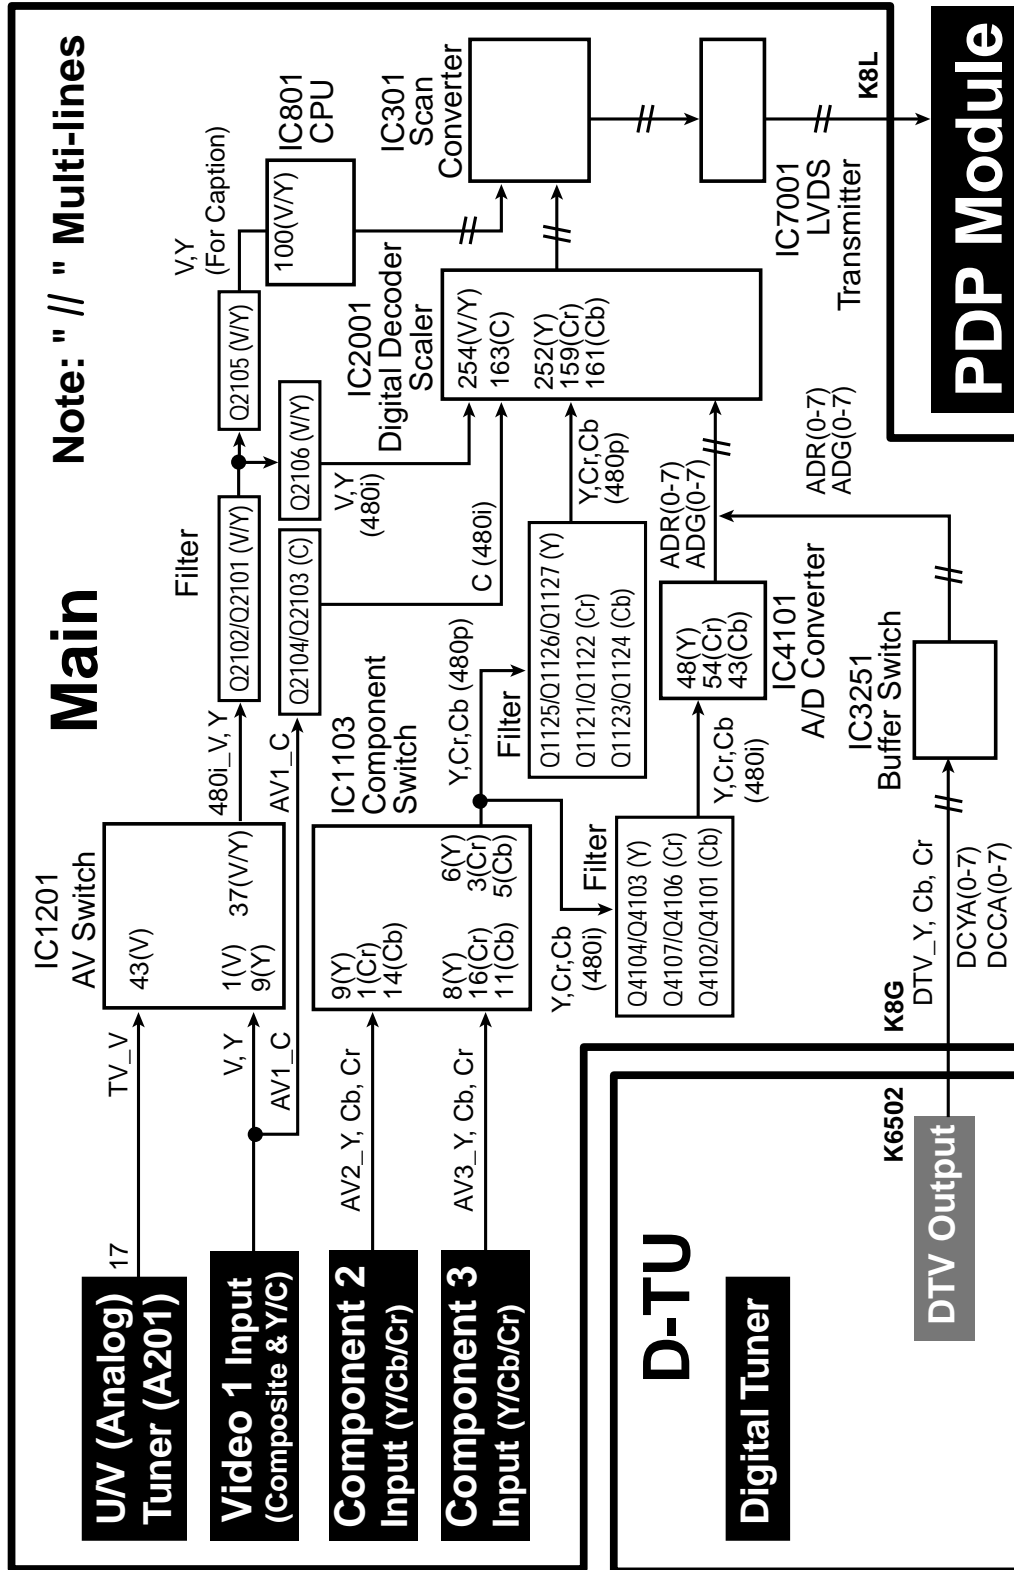 Main
Note: " // " Multi-lines
U/V (Analog)
Tuner (A201)
17
TV_V
IC1201
AV Switch
43(V)
1(V)
9(Y)
37(V/Y)
480i_V, Y
Filter
Q2102/Q2101 (V/Y)
Q2105 (V/Y)
V,Y
(For Caption)
IC801
CPU
100(V/Y)
Video 1 Input
(Composite & Y/C)
V, Y
AV1_C
AV1_C
Q2104/Q2103 (C)
Q2106 (V/Y)
V,Y
(480i)
C (480i)
IC2001
Digital Decoder
Scaler
254(V/Y)
163(C)
252(Y)
159(Cr)
161(Cb)
IC301
Scan
Converter
Component 2
Input (Y/Cb/Cr)
AV2_Y, Cb, Cr
IC1103
Component
Switch
9(Y)
1(Cr)
14(Cb)
6(Y)
3(Cr)
5(Cb)
8(Y)
16(Cr)
11(Cb)
Component 3
Input (Y/Cb/Cr)
AV3_Y, Cb, Cr
Y,Cr,Cb (480p)
Filter
Q1125/Q1126/Q1127 (Y)
Q1121/Q1122 (Cr)
Q1123/Q1124 (Cb)
Y,Cr,Cb
(480p)
Y,Cr,Cb
(480i)
Filter
Q4104/Q4103 (Y)
Q4107/Q4106 (Cr)
Q4102/Q4101 (Cb)
Y,Cr,Cb
(480i)
48(Y)
54(Cr)
43(Cb)
IC4101
A/D Converter
ADR(0-7)
ADG(0-7)
IC7001
LVDS
Transmitter
K8L
PDP Module
IC3251
Buffer Switch
ADR(0-7)
ADG(0-7)
D-TU
Digital Tuner
DTV Output
K6502
K8G
DTV_Y, Cb, Cr
DCYA(0-7)
DCCA(0-7)